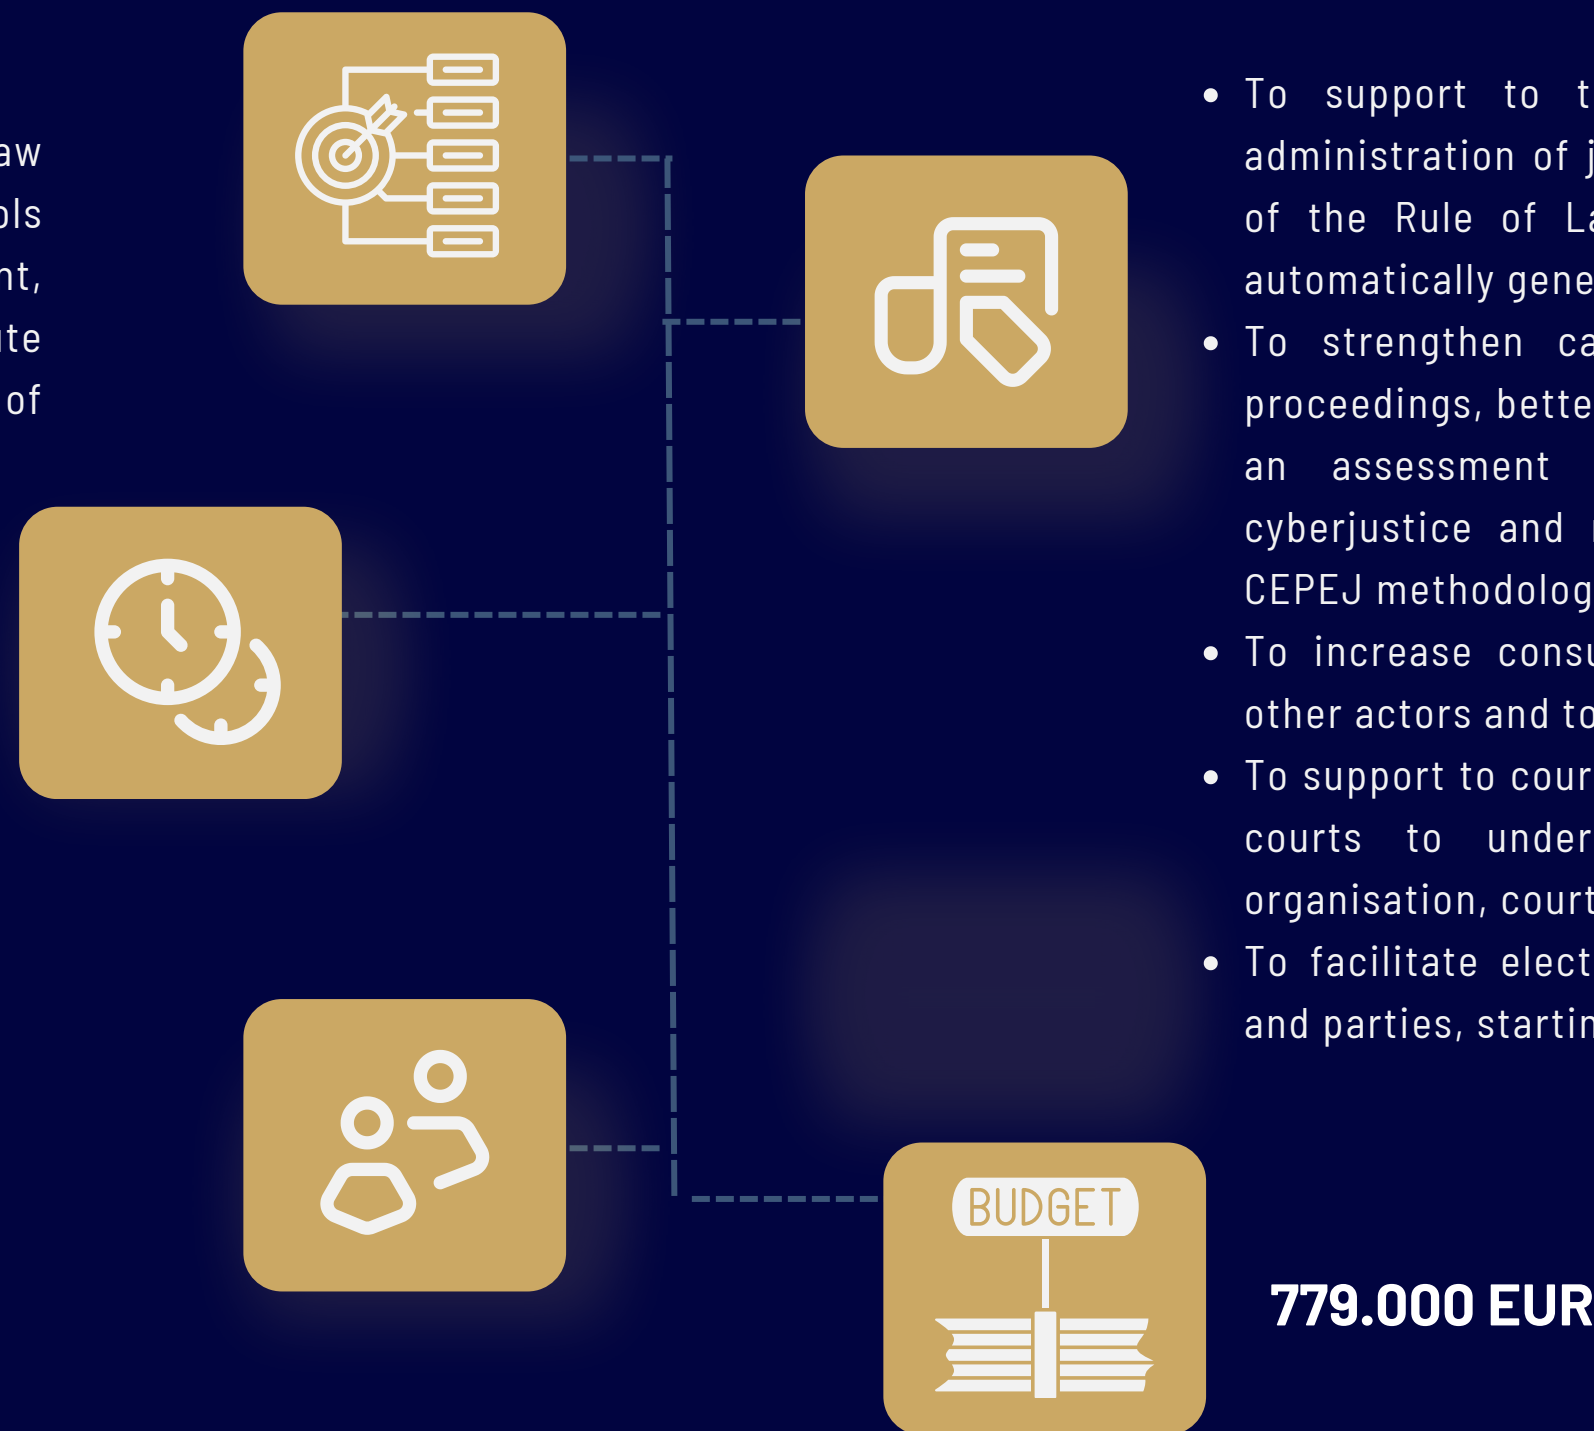 aw
ols
nt,
ite
of
To support to t
administration of j
of the Rule of La
automatically gene
To strengthen ca
proceedings, bette
an assessment
cyberjustice and
CEPEJ methodolog
To increase consu
other actors and to
To support to cour
courts to under
organisation, court
To facilitate elect
and parties, startin
BUDGET
779.000 EUR